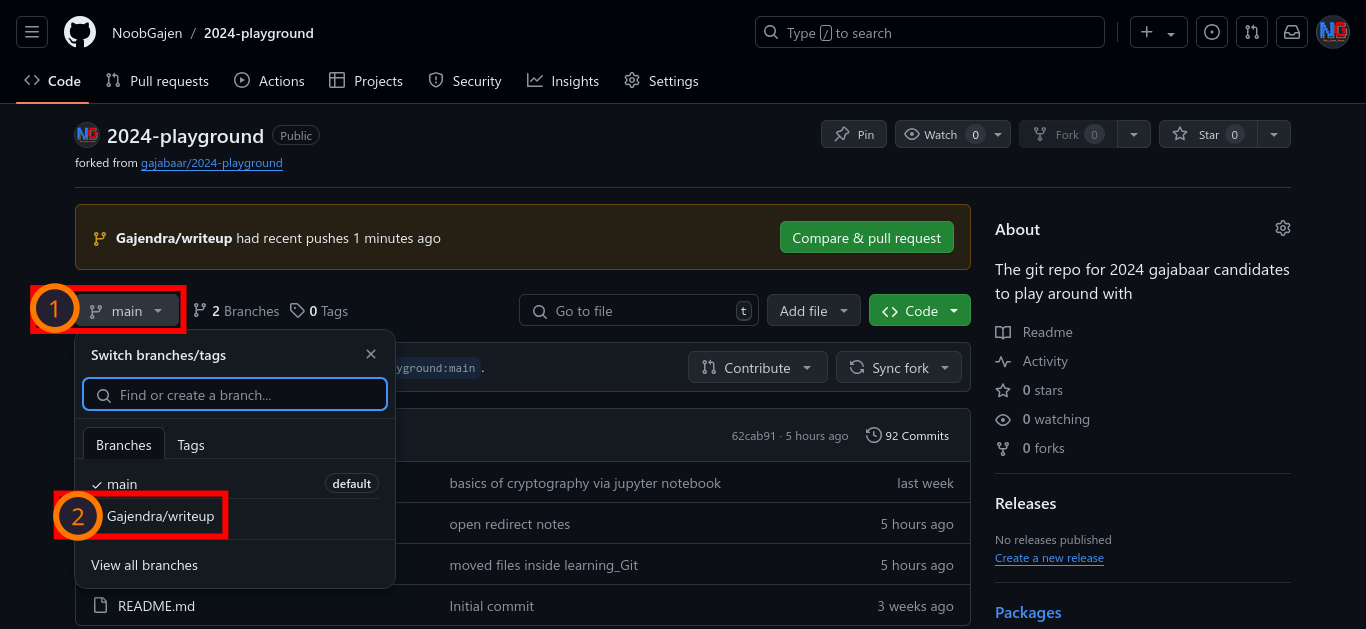 NoobGajen / 2024-playground
Type / to search
NG
Code Pull requests Actions Projects Security Insights Settings
NG 2024-playground Public
Pin Watch 0 Fork 0 Star 0
forked from gajabaar/2024-playground
Gajendra/writeup had recent pushes 1 minutes ago
Compare & pull request
About
The git repo for 2024 gajabaar candidates
to play around with
1 main 2 Branches 0 Tags
Go to file t Add file Code
Readme
Switch branches/tags
Activity
yground:main .
Contribute Sync fork
Find or create a branch...
0 stars
0 watching
Branches Tags
62cab91 · 5 hours ago 92 Commits
0 forks
main default
basics of cryptography via jupyter notebook last week
Releases
2 Gajendra/writeup
open redirect notes 5 hours ago
No releases published
Create a new release
View all branches
moved files inside learning_Git 5 hours ago
README.md Initial commit 3 weeks ago
Packages